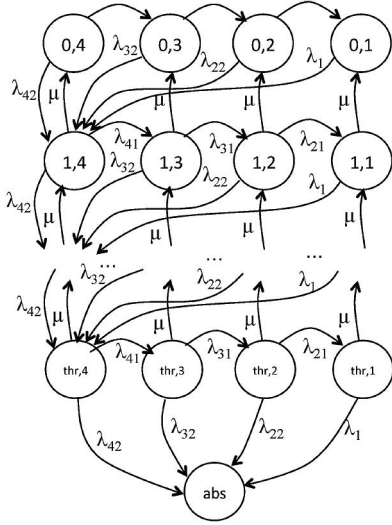 0,4 0,3 0,2 0,1
λ32 λ22 λ1
λ42 μ μ μ μ
λ41 λ31 λ21
1,4 1,3 1,2 1,1
λ32 λ22 λ1
λ42 μ μ μ μ
λ32 ... λ22 ... λ1 ...
λ42 μ μ μ μ
λ41 λ31 λ21
thr,4 thr,3 thr,2 thr,1
λ42 λ32 λ22 λ1
abs